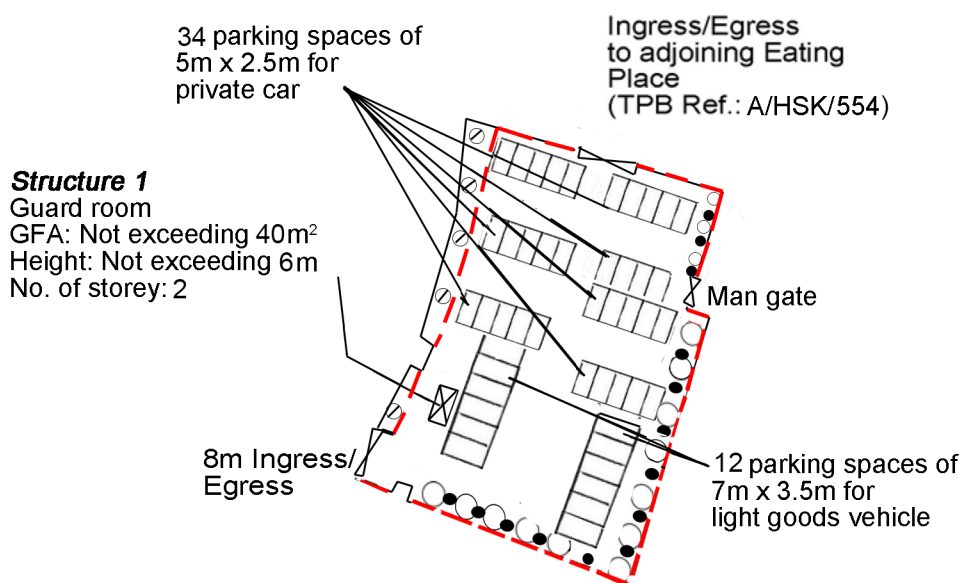 34 parking spaces of
5m x 2.5m for
private car
Ingress/Egress
to adjoining Eating
Place
(TPB Ref.: A/HSK/554)
Structure 1
Guard room
GFA: Not exceeding 40m²
Height: Not exceeding 6m
No. of storey: 2
Man gate
8m Ingress/
Egress
12 parking spaces of
7m x 3.5m for
light goods vehicle